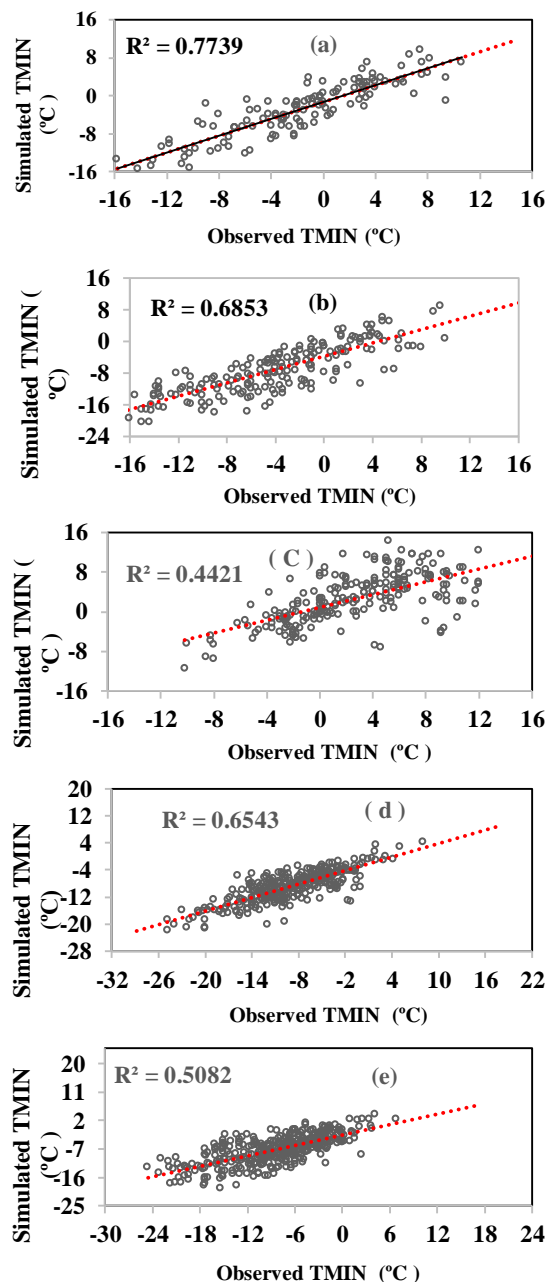 R² = 0.7739
(a)
Simulated TMIN
(ºC )
16
8
0
-8
-16
-16 -12 -8 -4 0 4 8 12 16
Observed TMIN (ºC)
R² = 0.6853
(b)
Simulated TMIN (
ºC)
16
8
0
-8
-16
-24
-16 -12 -8 -4 0 4 8 12 16
Observed TMIN (ºC)
R² = 0.4421
( C )
Simulated TMIN (
ºC)
16
8
0
-8
-16
-16 -12 -8 -4 0 4 8 12 16
Observed TMIN (ºC )
R² = 0.6543
( d )
Simulated TMIN
(ºC)
20
12
4
-4
-12
-20
-28
-32 -26 -20 -14 -8 -2 4 10 16 22
Observed TMIN (ºC)
R² = 0.5082
(e)
Simulated TMIN
(ºC )
20
11
2
-7
-16
-25
-30 -24 -18 -12 -6 0 6 12 18 24
Observed TMIN (ºC )